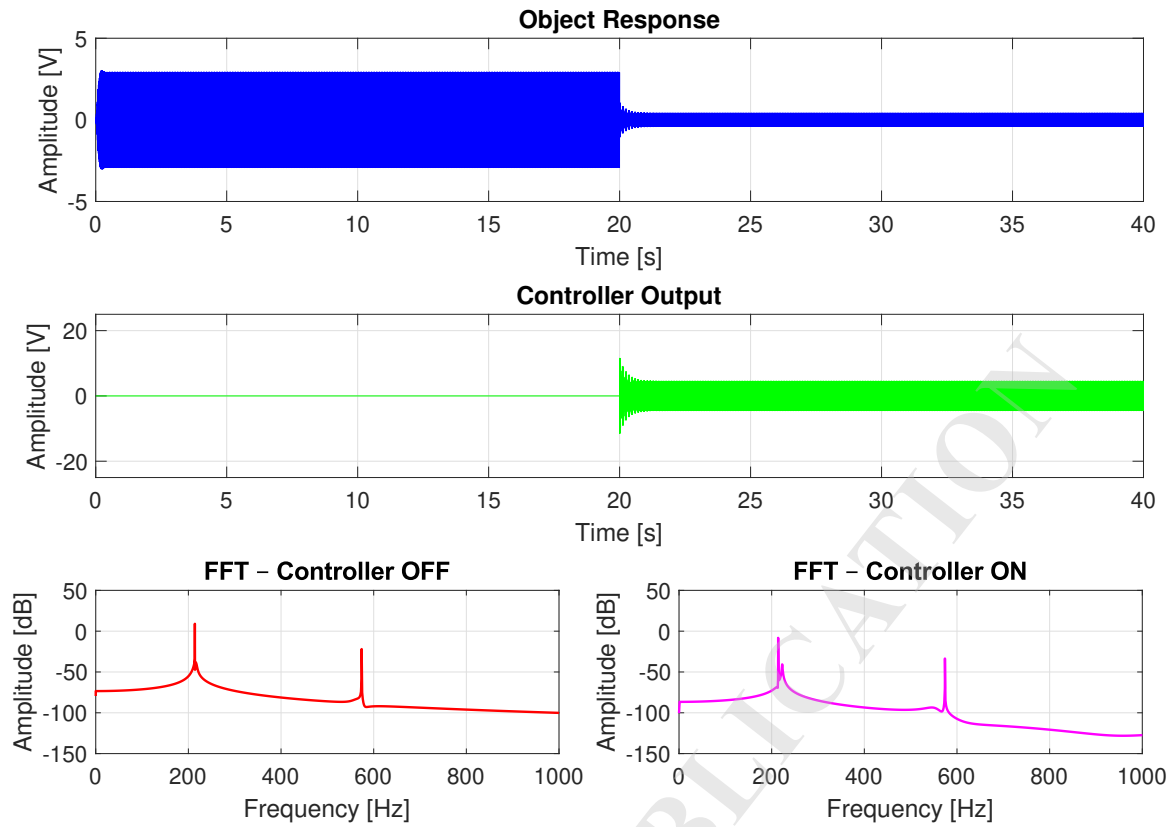 Object Response
Amplitude [V]
5
0
-5
0 5 10 15 20 25 30 35 40
Time [s]
Controller Output
Amplitude [V]
20
0
-20
0 5 10 15 20 25 30 35 40
Time [s]
FFT – Controller OFF
Amplitude [dB]
50
0
-50
-100
-150
0 200 400 600 800 1000
Frequency [Hz]
FFT – Controller ON
Amplitude [dB]
50
0
-50
-100
-150
0 200 400 600 800 1000
Frequency [Hz]
BLICATION